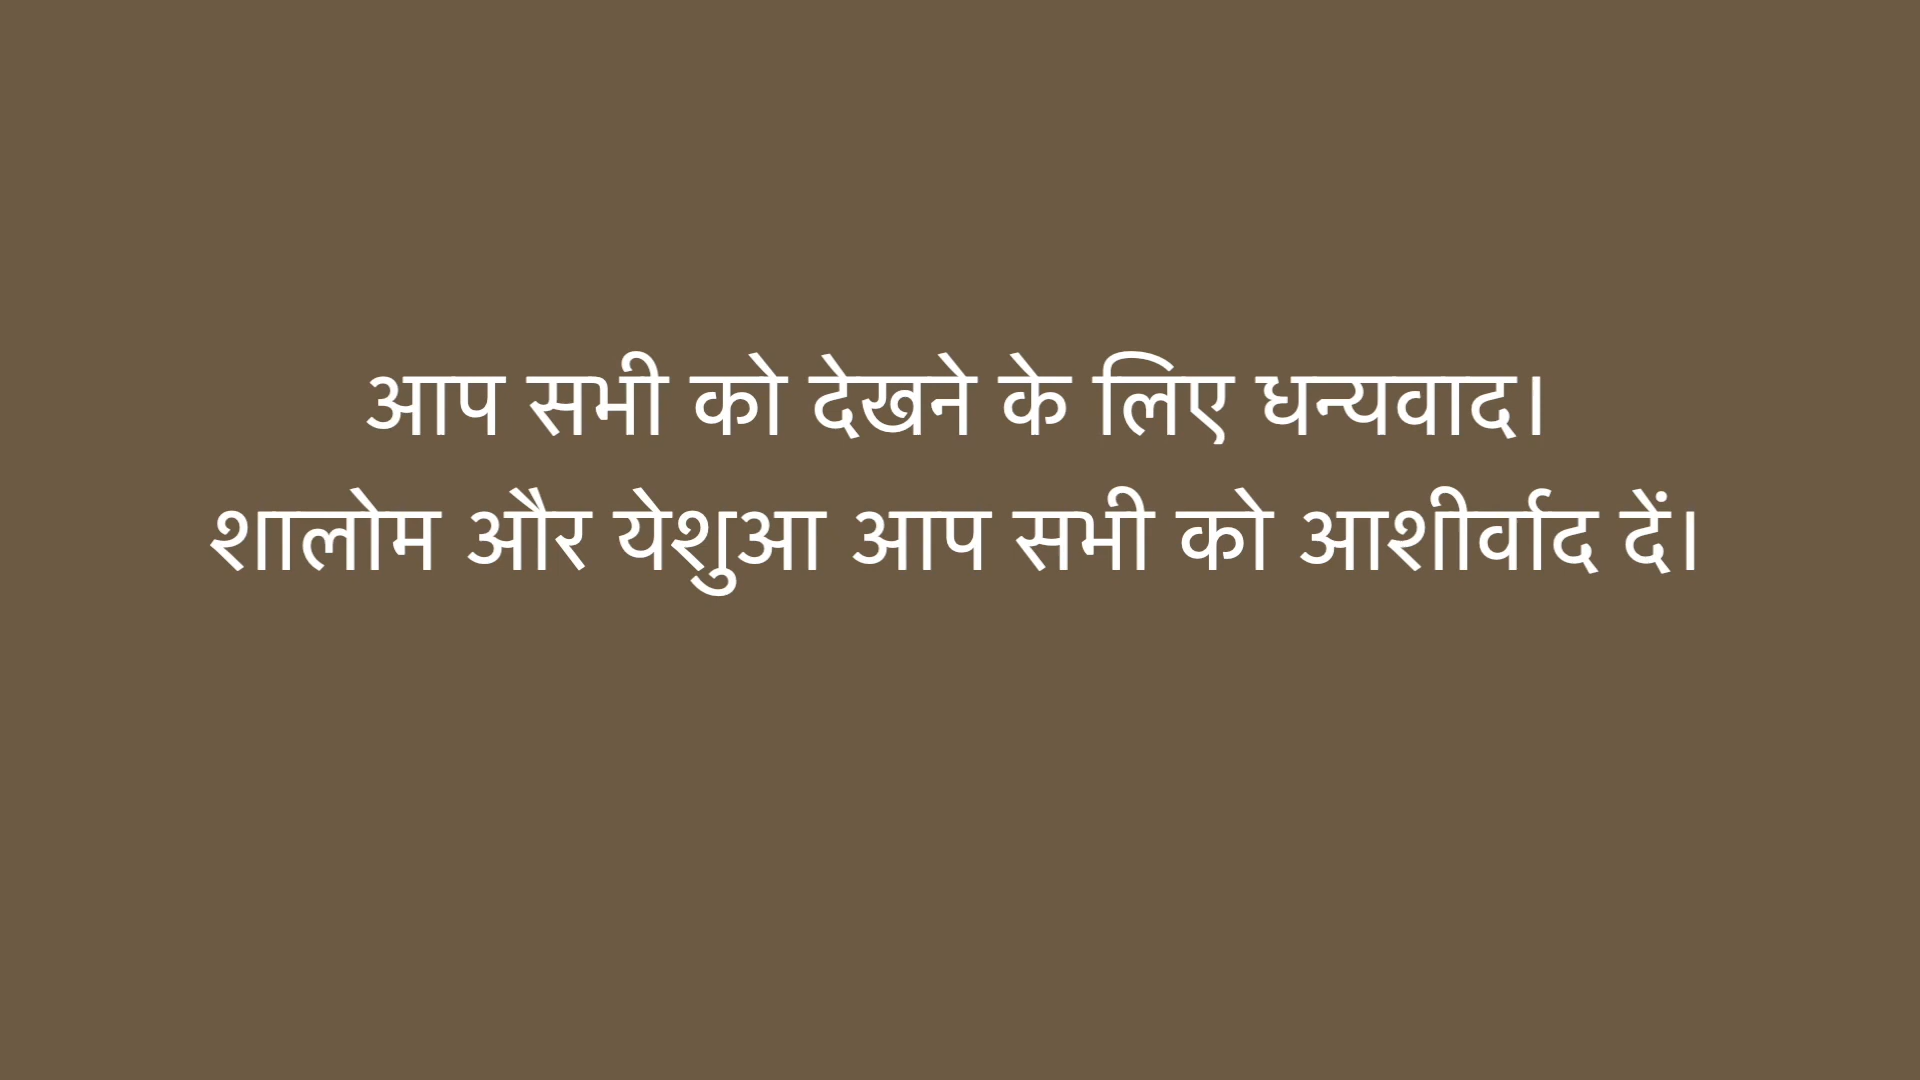 आप सभी को देखने के लिए धन्यवाद।
शालोम और येशुआ आप सभी को आशीर्वाद दें।